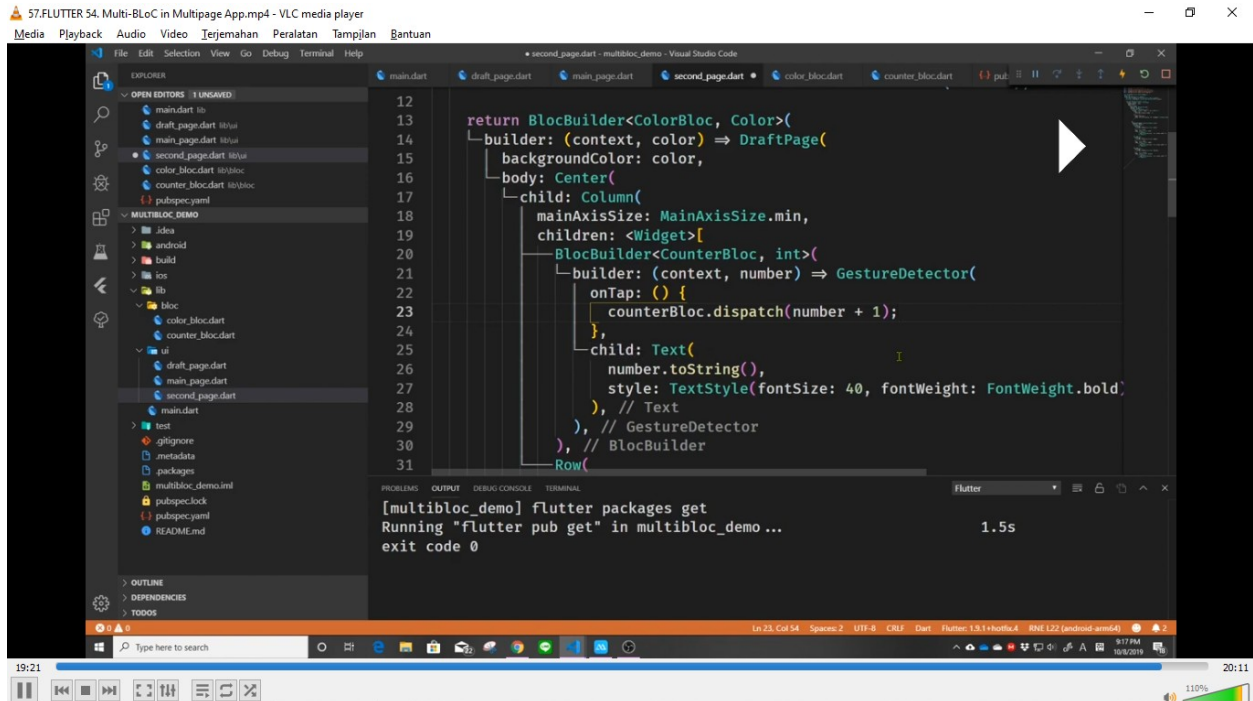 57.FLUTTER 54. Multi-BLoC in Multipage App.mp4 - VLC media player
Media Playback Audio Video Terjemahan Peralatan Tampilan Bantuan
File Edit Selection View Go Debug Terminal Help
● second_page.dart - multibloc_demo - Visual Studio Code
EXPLORER
main.dart draft_page.dart main_page.dart second_page.dart ● color_bloc.dart counter_bloc.dart {..} pub
OPEN EDITORS 1 UNSAVED
main.dart lib
draft_page.dart lib\ui
main_page.dart lib\ui
● second_page.dart lib\ui
color_bloc.dart lib\bloc
counter_bloc.dart lib\bloc
{..} pubspec.yaml
MULTIBLOC_DEMO
> .idea
> android
> build
> ios
lib
bloc
color_bloc.dart
counter_bloc.dart
ui
draft_page.dart
main_page.dart
second_page.dart
main.dart
> test
.gitignore
.metadata
.packages
multibloc_demo.iml
pubspec.lock
{..} pubspec.yaml
README.md
> OUTLINE
> DEPENDENCIES
> TODOS
12
13 return BlocBuilder<ColorBloc, Color>(
14 builder: (context, color) ⇒ DraftPage(
15 backgroundColor: color,
16 body: Center(
17 child: Column(
18 mainAxisSize: MainAxisSize.min,
19 children: <Widget>[
20 BlocBuilder<CounterBloc, int>(
21 builder: (context, number) ⇒ GestureDetector(
22 onTap: () {
23 counterBloc.dispatch(number + 1);
24 },
25 child: Text(
26 number.toString(),
27 style: TextStyle(fontSize: 40, fontWeight: FontWeight.bold)
28 ), // Text
29 ), // GestureDetector
30 ), // BlocBuilder
31 Row(
PROBLEMS OUTPUT DEBUG CONSOLE TERMINAL Flutter
[multibloc_demo] flutter packages get
Running "flutter pub get" in multibloc_demo... 1.5s
exit code 0
0 0 Ln 23, Col 54 Spaces: 2 UTF-8 CRLF Dart Flutter: 1.9.1+hotfix.4 RNE L22 (android-arm64) 2
Type here to search
9:17 PM
10/8/2019
19:21 20:11
110%